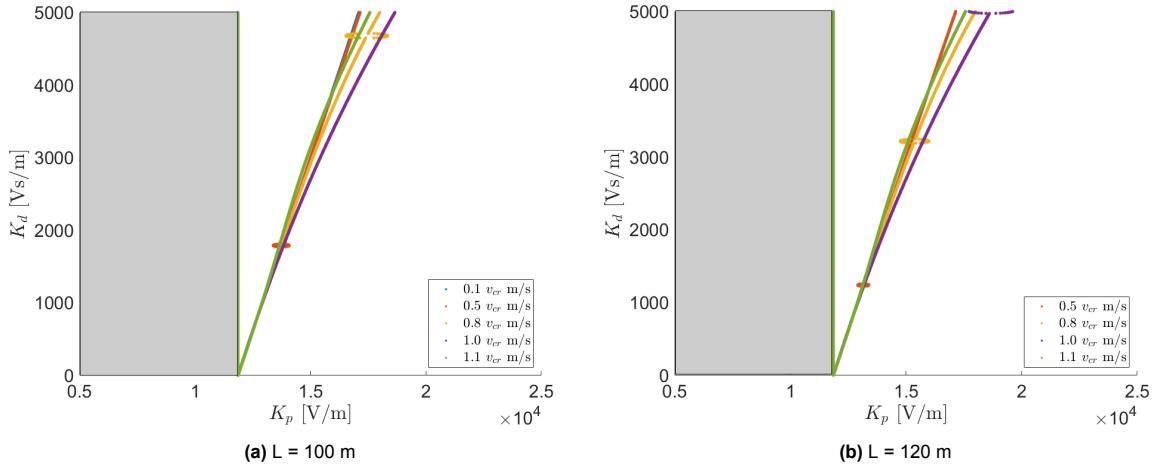 5000
4000
3000
2000
1000
0
K_d [Vs/m]
0.5
1
1.5
2
2.5
K_p [V/m]
×10^4
0.1 v_cr m/s
0.5 v_cr m/s
0.8 v_cr m/s
1.0 v_cr m/s
1.1 v_cr m/s
(a) L = 100 m
5000
4000
3000
2000
1000
0
K_d [Vs/m]
0.5
1
1.5
2
2.5
K_p [V/m]
×10^4
0.5 v_cr m/s
0.8 v_cr m/s
1.0 v_cr m/s
1.1 v_cr m/s
(b) L = 120 m